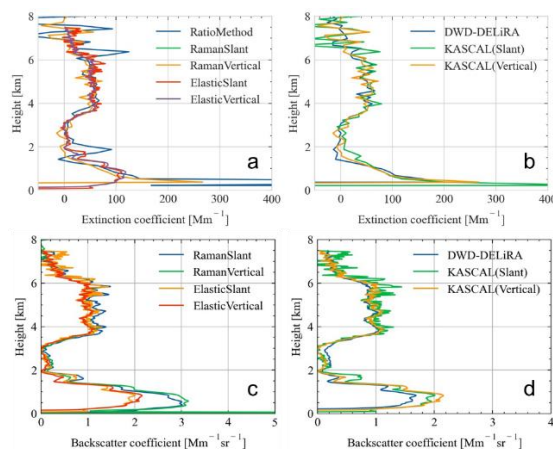 8
6
4
2
0
Height [km]
RatioMethod
RamanSlant
RamanVertical
ElasticSlant
ElasticVertical
a
0
100
200
300
400
Extinction coefficient [Mm⁻¹]
8
6
4
2
0
Height [km]
DWD-DELiRA
KASCAL(Slant)
KASCAL(Vertical)
b
0
100
200
300
400
Extinction coefficient [Mm⁻¹]
8
6
4
2
0
Height [km]
RamanSlant
RamanVertical
ElasticSlant
ElasticVertical
c
0
1
2
3
4
5
Backscatter coefficient [Mm⁻¹sr⁻¹]
8
6
4
2
0
Height [km]
DWD-DELiRA
KASCAL(Slant)
KASCAL(Vertical)
d
0
1
2
3
4
Backscatter coefficient [Mm⁻¹sr⁻¹]